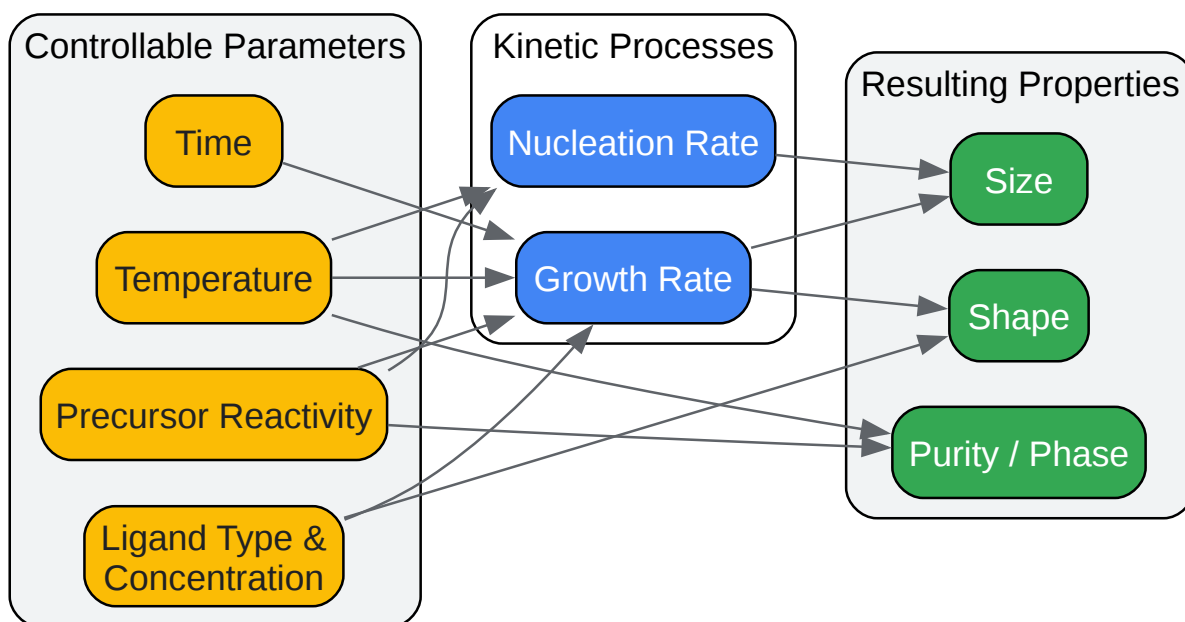 Controllable Parameters
Time
Temperature
Precursor Reactivity
Ligand Type &
Concentration
Kinetic Processes
Nucleation Rate
Growth Rate
Resulting Properties
Size
Shape
Purity / Phase